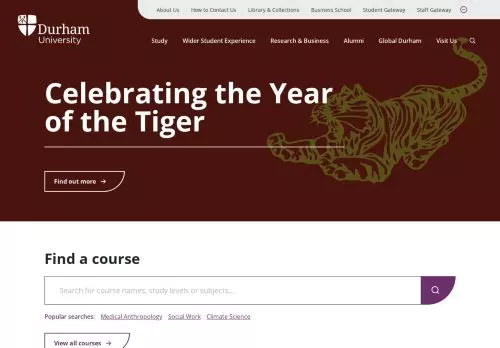 About Us How to Contact Us Library & Collections Business School Student Gateway Staff Gateway
Durham
University
Study Wider Student Experience Research & Business Alumni Global Durham Visit Us
Celebrating the Year
of the Tiger
Find out more
Find a course
Search for course names, study levels or subjects,...
Popular searches: Medical Anthropology Social Work Climate Science
View all courses